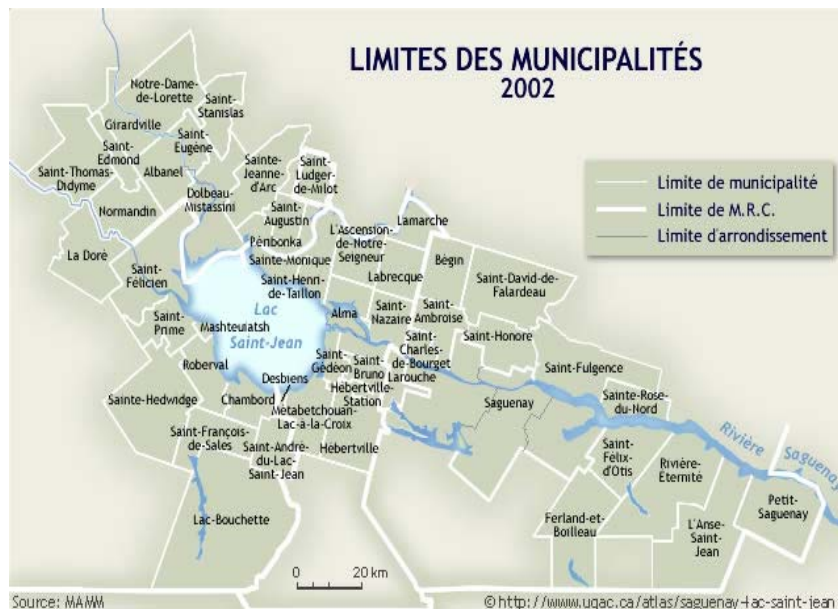 LIMITES DES MUNICIPALITÉS
2002
Limite de municipalité
Limite de M.R.C.
Limite d'arrondissement
Notre-Dame-
de-Lorette
Saint-
Stanislas
Girardville
Saint-
Edmond
Saint-
Eugène
Saint-Thomas-
Didyme
Albanel
Sainte-
Jeanne-
d'Arc
Saint-
Ludger-
de-Milot
Dolbeau-
Mistassini
Normandin
Saint-
Augustin
Péribonka
L'Ascension-
de-Notre-
Seigneur
Lamarche
La Doré
Sainte-Monique
Bégin
Saint-
Félicien
Saint-Henri-
de-Taillon
Labrecque
Saint-David-de-
Falardeau
Lac
Saint-Jean
Alma
Saint-
Nazaire
Saint-
Ambroise
Saint-
Prime
Mashteuiatsh
Saint-Honore
Saint-
Charles-
de-Bourget
Roberval
Saint-
Gédéon
Saint-
Bruno
Larouche
Saint-Fulgence
Desbiens
Hébertville-
Station
Sainte-Hedwidge
Chambord
Métabetchouan-
Lac-à-la-Croix
Saguenay
Sainte-Rose-
du-Nord
Saint-François-
de-Sales
Saint-André-
du-Lac-
Saint-Jean
Hébertville
Saint-
Félix-
d'Otis
Rivière-
Éternité
Rivière
Saguenay
Lac-Bouchette
Ferland-et-
Boilleau
L'Anse-
Saint-
Jean
Petit-
Saguenay
0 20 km
Source: MAMM
©http://www.uqac.ca/atlas/saguenay-lac-saint-jean